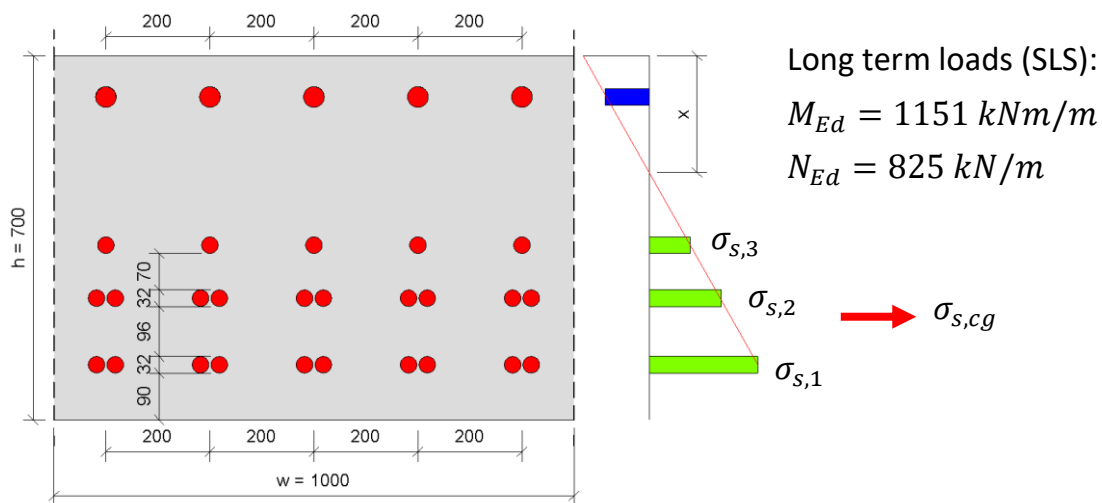 200 200 200 200
Long term loads (SLS):
M_Ed = 1151 kNm/m
N_Ed = 825 kN/m
x
h = 700
σ_s,3
70
32
σ_s,2
σ_s,cg
96
32
σ_s,1
90
200 200 200 200
w = 1000